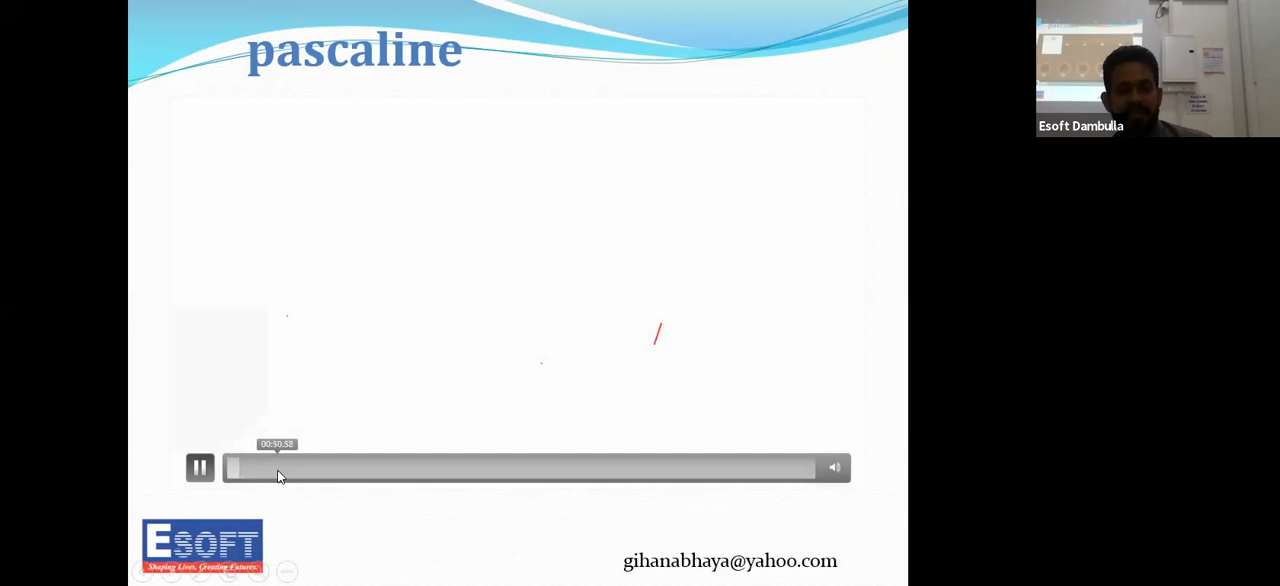 pascaline
Esoft Dambulla
ESOFT
Shaping Lives, Creating Futures.
gihanabhaya@yahoo.com